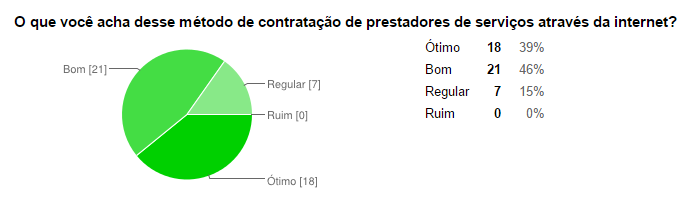 O que você acha desse método de contratação de prestadores de serviços através da internet?
Bom [21]
Regular [7]
Ruim [0]
Ótimo [18]
Ótimo 18 39%
Bom 21 46%
Regular 7 15%
Ruim 0 0%